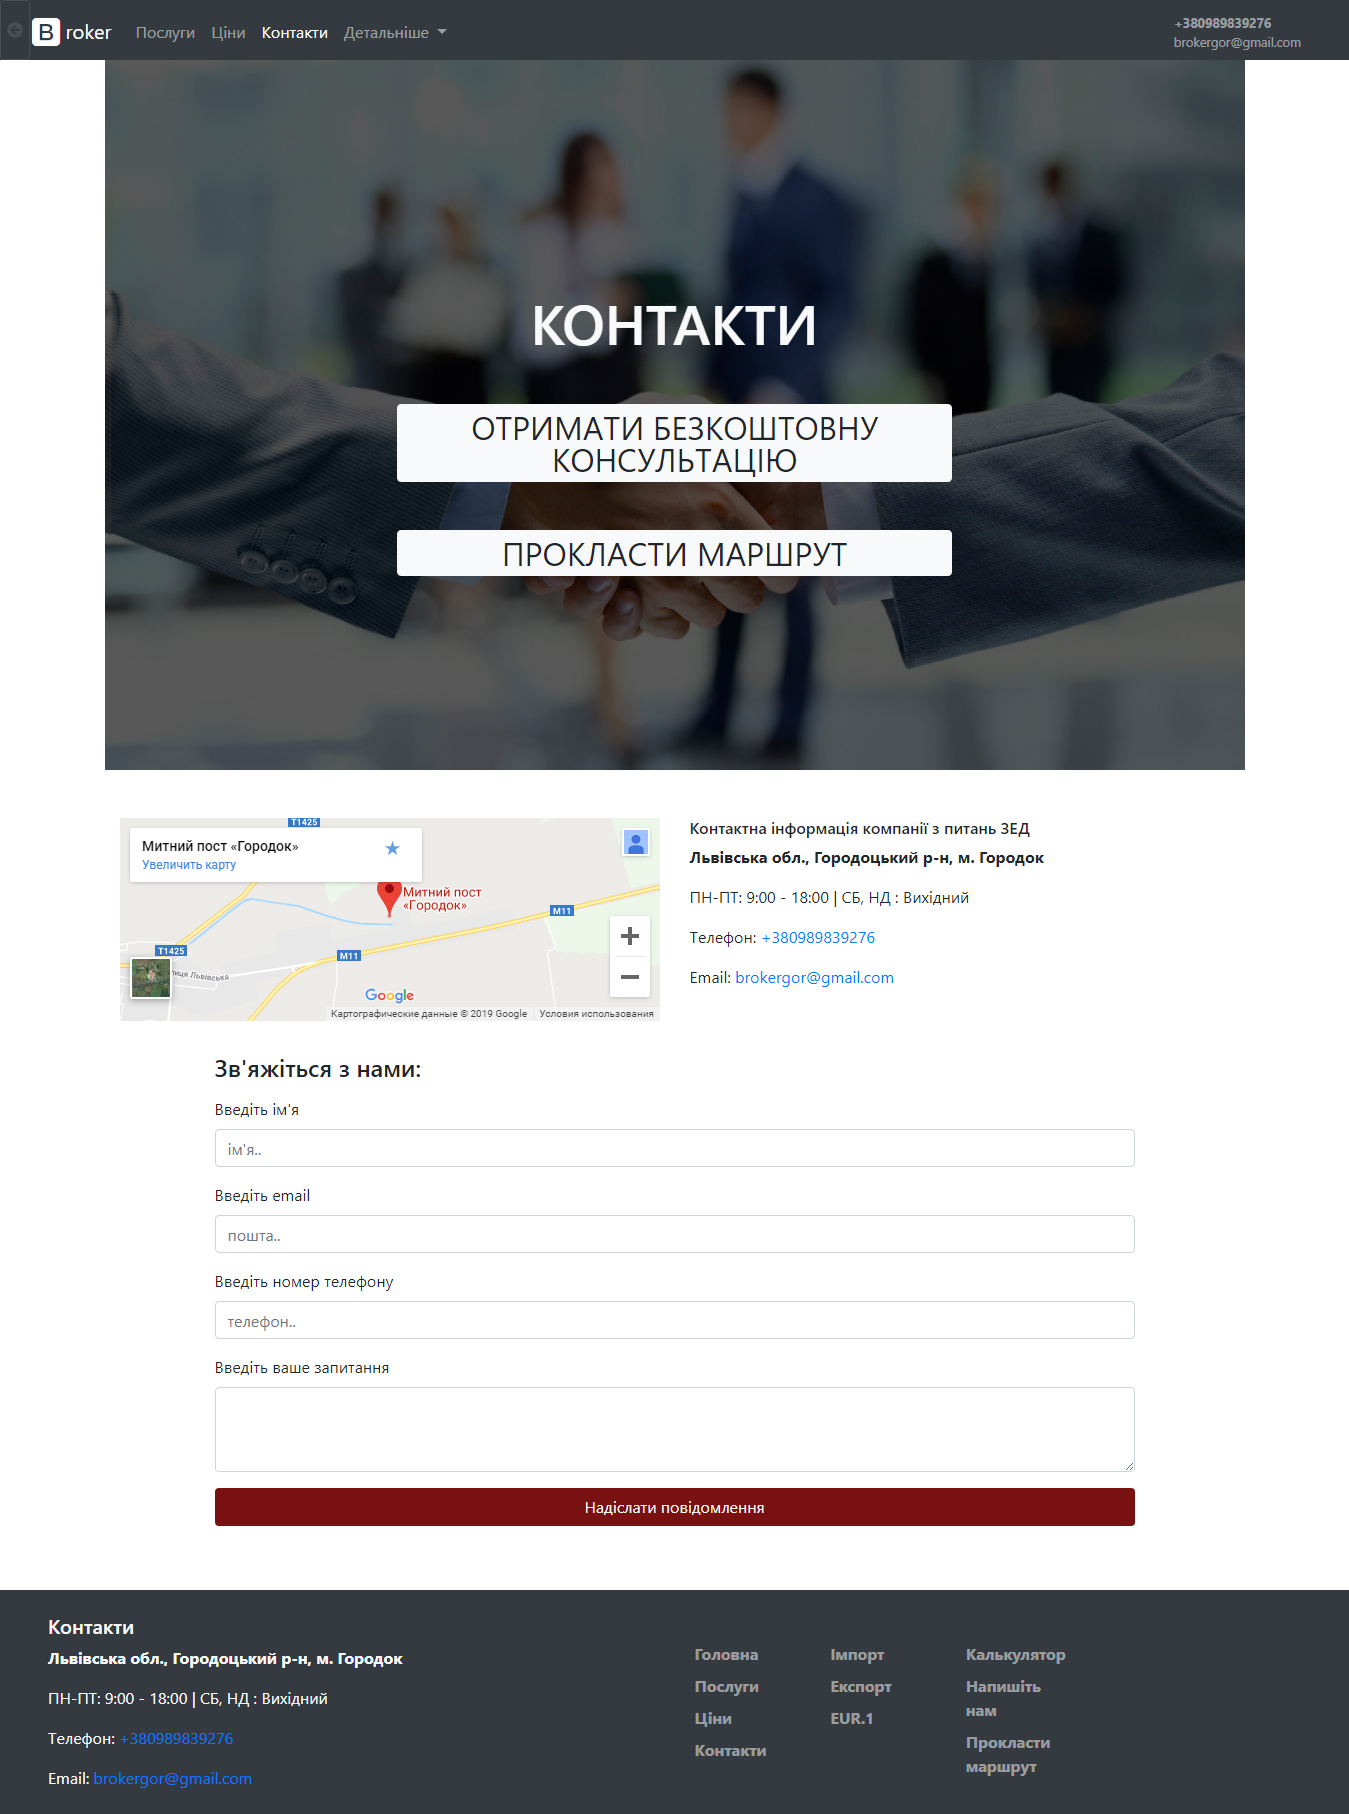 B roker Послуги Ціни Контакти Детальніше
+380989839276
brokergor@gmail.com
КОНТАКТИ
ОТРИМАТИ БЕЗКОШТОВНУ
КОНСУЛЬТАЦІЮ
ПРОКЛАСТИ МАРШРУТ
T1425
Митний пост «Городок»
Увеличить карту
Митний пост
«Городок»
M11
T1425
M11
лиця Львівська
Google
Картографические данные © 2019 Google Условия использования
Контактна інформація компанії з питань ЗЕД
Львівська обл., Городоцький р-н, м. Городок
ПН-ПТ: 9:00 - 18:00 | СБ, НД : Вихідний
Телефон: +380989839276
Email: brokergor@gmail.com
Зв'яжіться з нами:
Введіть ім'я
ім'я..
Введіть email
пошта..
Введіть номер телефону
телефон..
Введіть ваше запитання
Надіслати повідомлення
Контакти
Львівська обл., Городоцький р-н, м. Городок
ПН-ПТ: 9:00 - 18:00 | СБ, НД : Вихідний
Телефон: +380989839276
Email: brokergor@gmail.com
Головна
Послуги
Ціни
Контакти
Імпорт
Експорт
EUR.1
Калькулятор
Напишіть
нам
Прокласти
маршрут